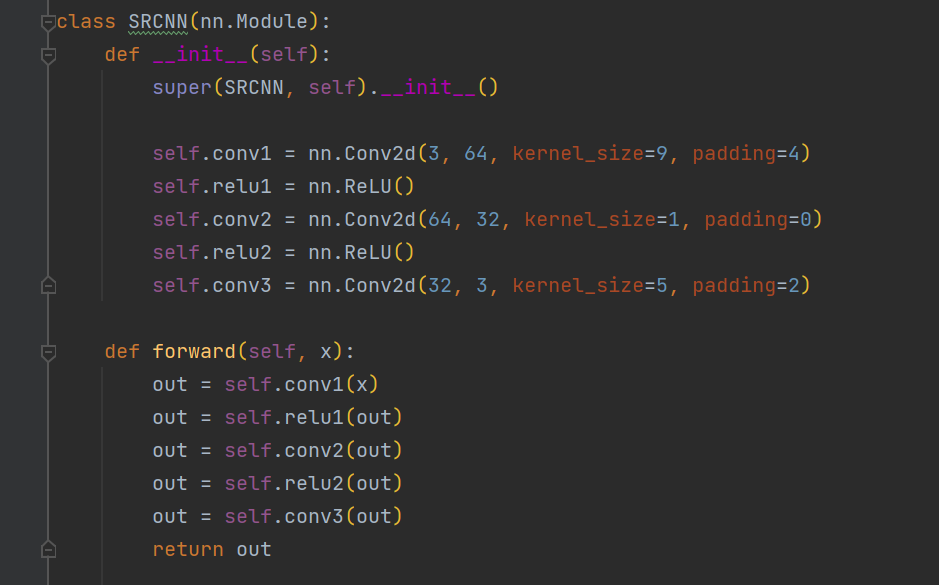 class SRCNN(nn.Module):
    def __init__(self):
        super(SRCNN, self).__init__()

        self.conv1 = nn.Conv2d(3, 64, kernel_size=9, padding=4)
        self.relu1 = nn.ReLU()
        self.conv2 = nn.Conv2d(64, 32, kernel_size=1, padding=0)
        self.relu2 = nn.ReLU()
        self.conv3 = nn.Conv2d(32, 3, kernel_size=5, padding=2)

    def forward(self, x):
        out = self.conv1(x)
        out = self.relu1(out)
        out = self.conv2(out)
        out = self.relu2(out)
        out = self.conv3(out)
        return out